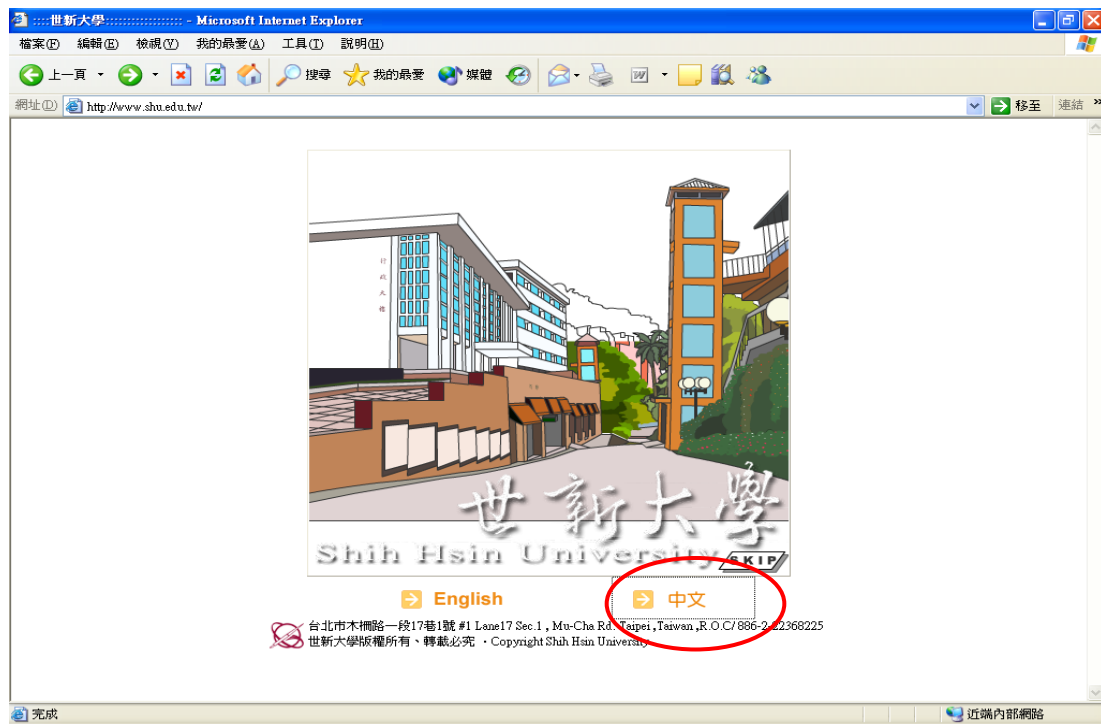 ::::世新大學:::::::::::::::::: - Microsoft Internet Explorer
檔案(F) 編輯(E) 檢視(V) 我的最愛(A) 工具(T) 說明(H)
上一頁 搜尋 我的最愛 媒體
網址(D) http://www.shu.edu.tw/ 移至 連結 »
行政大樓
世新大學
Shih Hsin University
SKIP
English 中文
台北市木柵路一段17巷1號 #1 Lane17 Sec.1 , Mu-Cha Rd. Taipei ,Taiwan ,R.O.C/ 886-2-22368225
世新大學版權所有、轉載必究 ‧Copyright Shih Hsin University
完成 近端內部網路